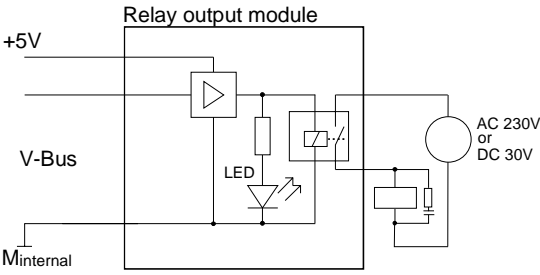 Relay output module
+5V
V-Bus
LED
AC 230V
or
DC 30V
Minternal